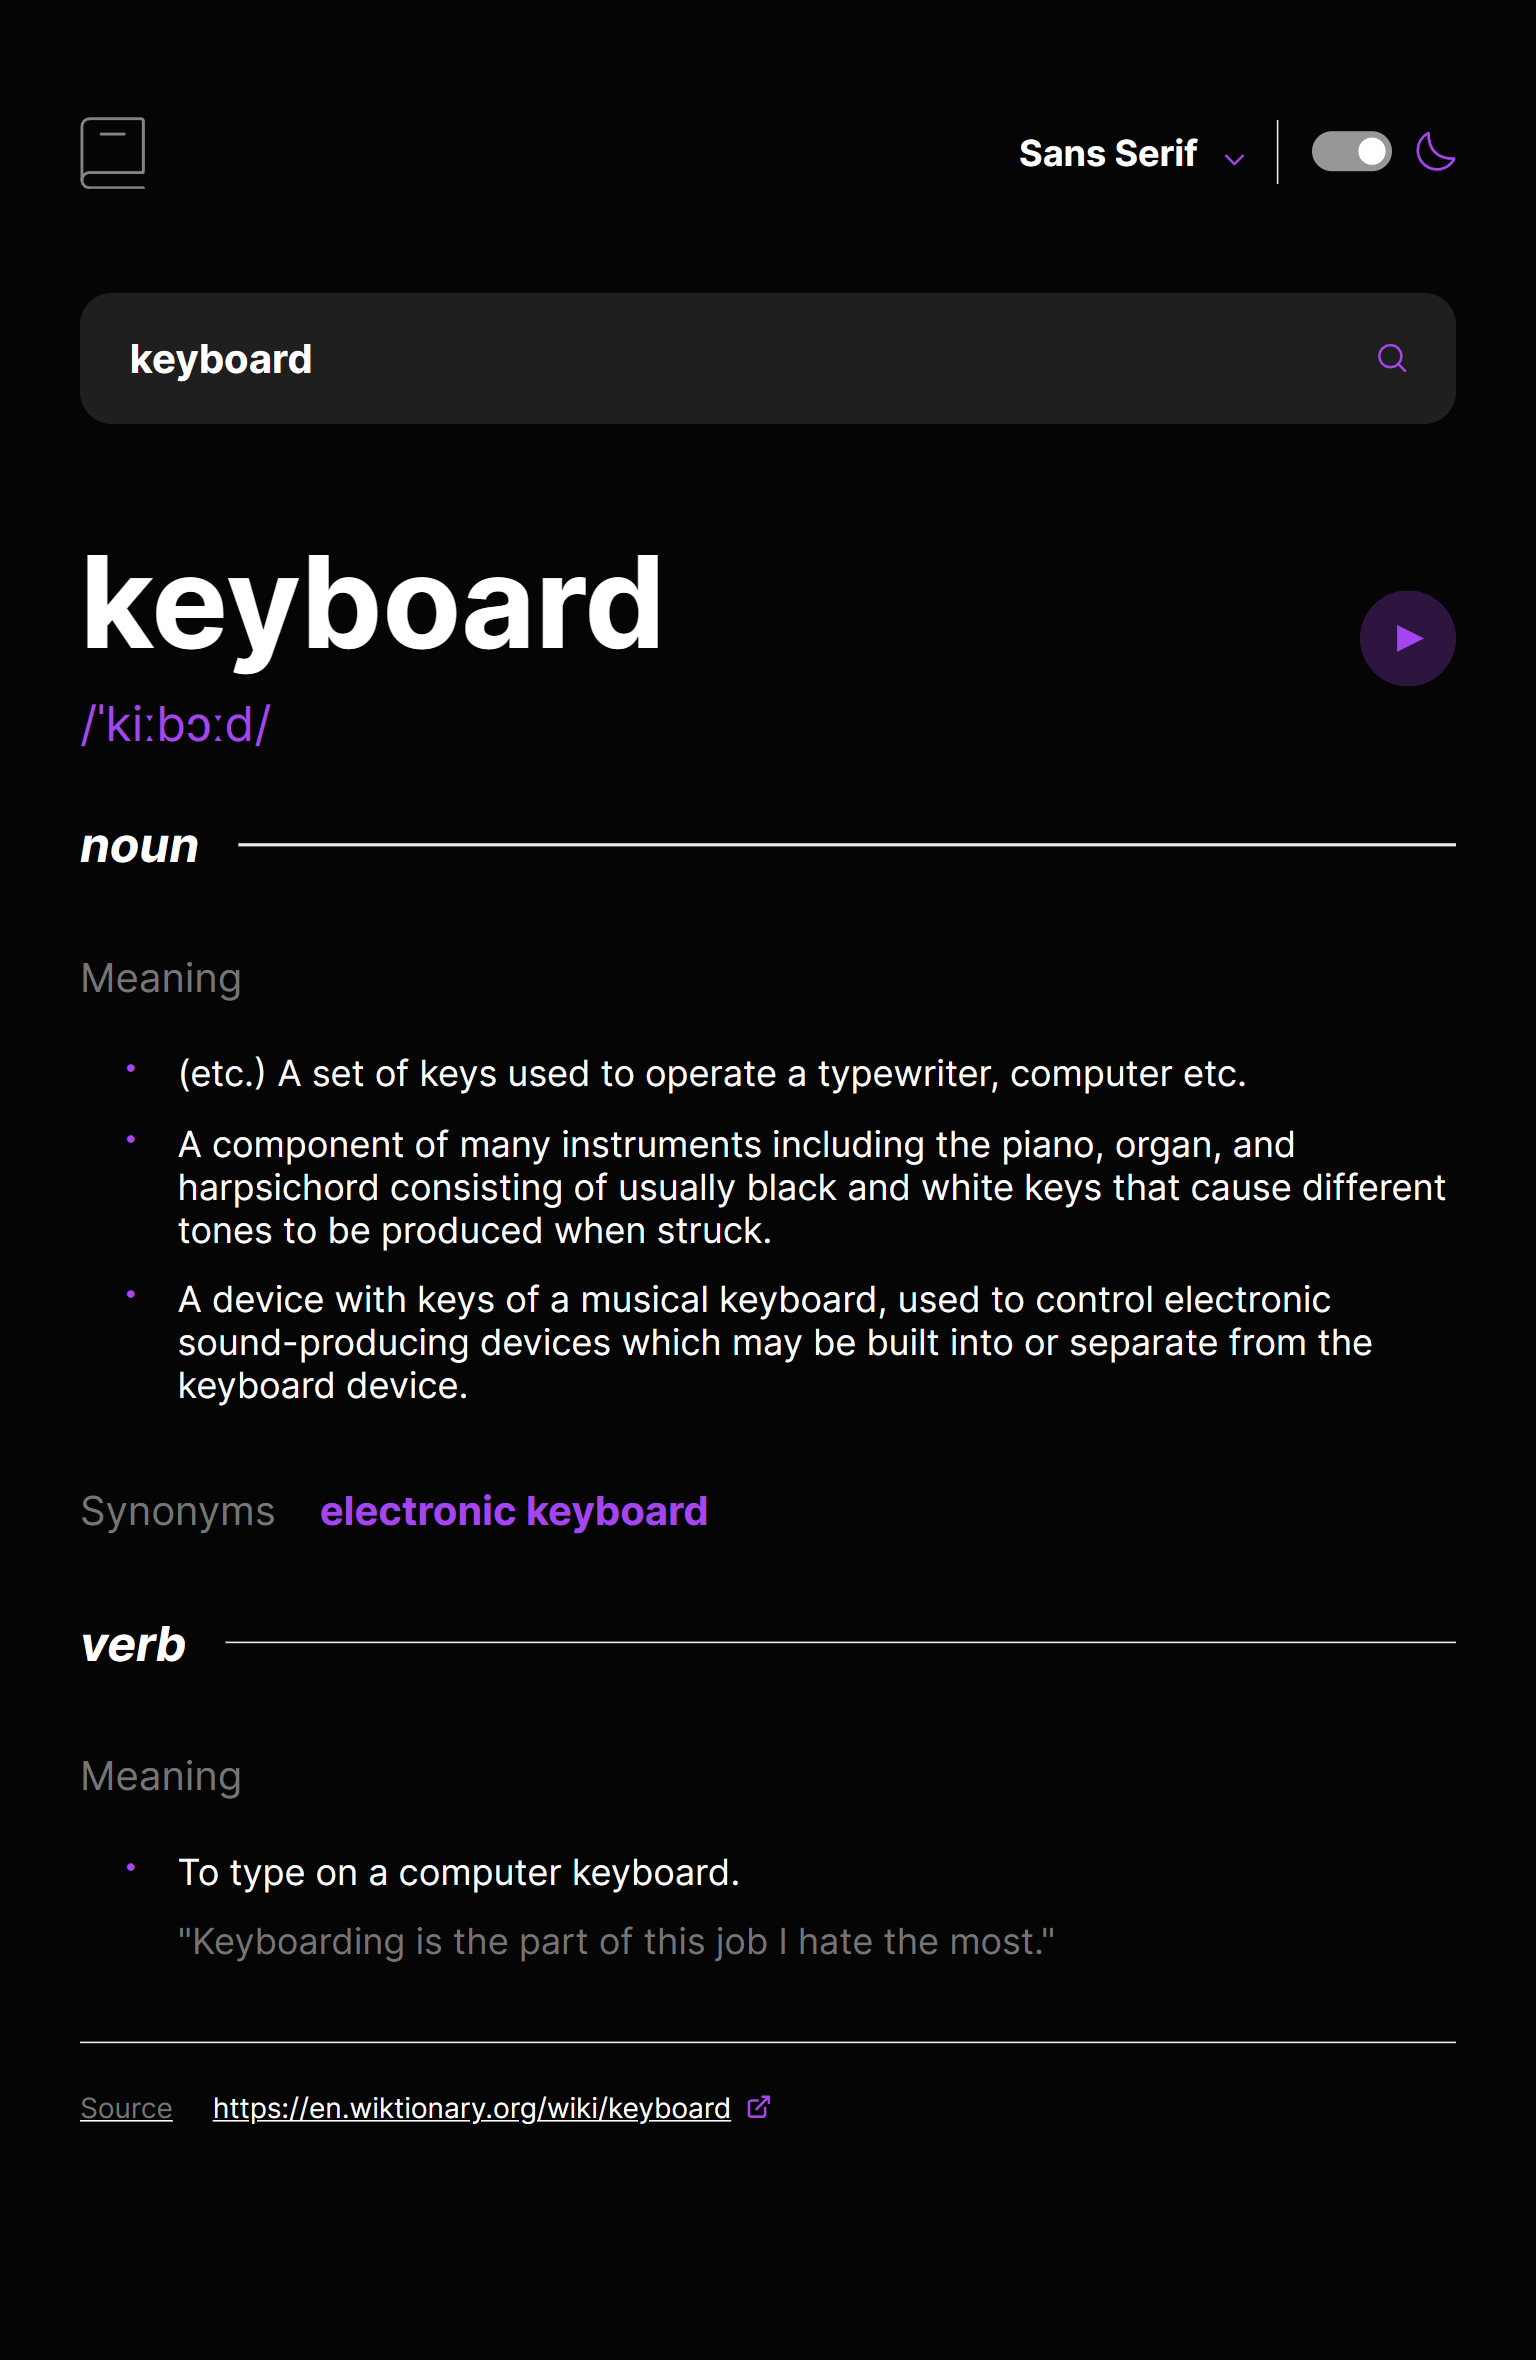 Sans Serif
keyboard
keyboard
/ˈkiːbɔːd/
noun
Meaning
(etc.) A set of keys used to operate a typewriter, computer etc.
A component of many instruments including the piano, organ, and
harpsichord consisting of usually black and white keys that cause different
tones to be produced when struck.
A device with keys of a musical keyboard, used to control electronic
sound-producing devices which may be built into or separate from the
keyboard device.
Synonyms electronic keyboard
verb
Meaning
To type on a computer keyboard.
"Keyboarding is the part of this job I hate the most."
Source https://en.wiktionary.org/wiki/keyboard